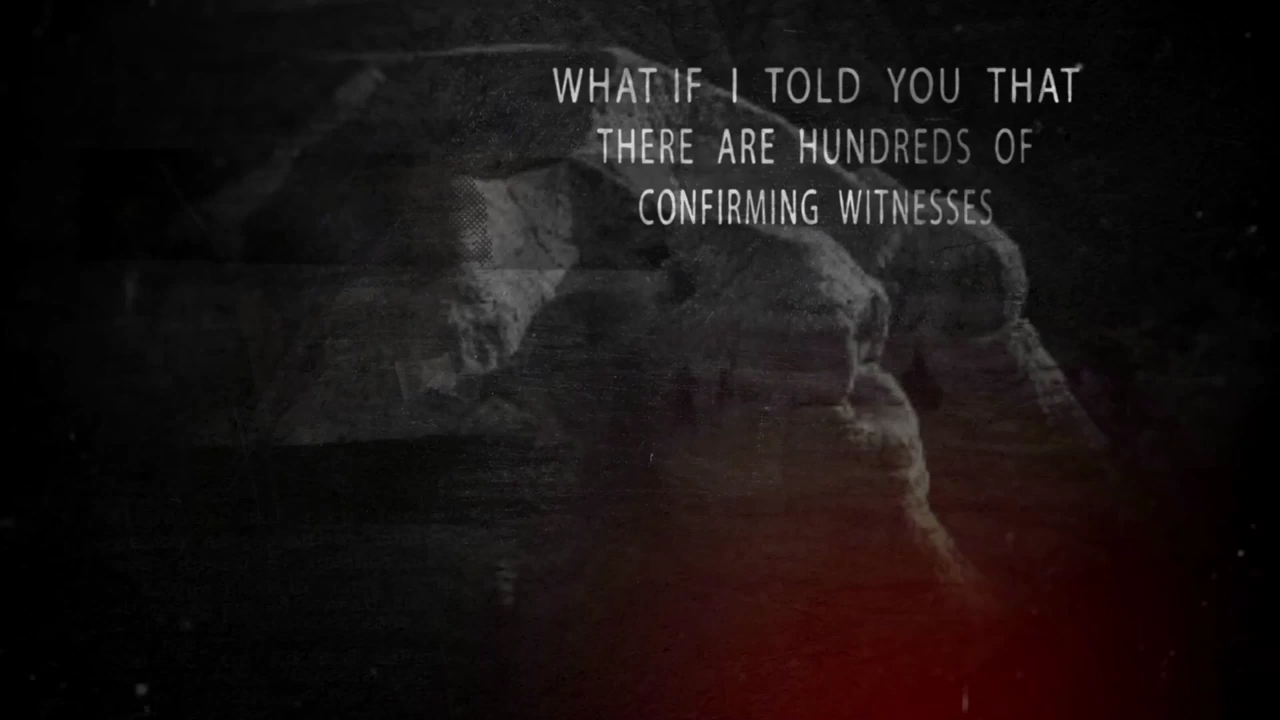 WHAT IF I TOLD YOU THAT
THERE ARE HUNDREDS OF
CONFIRMING WITNESSES